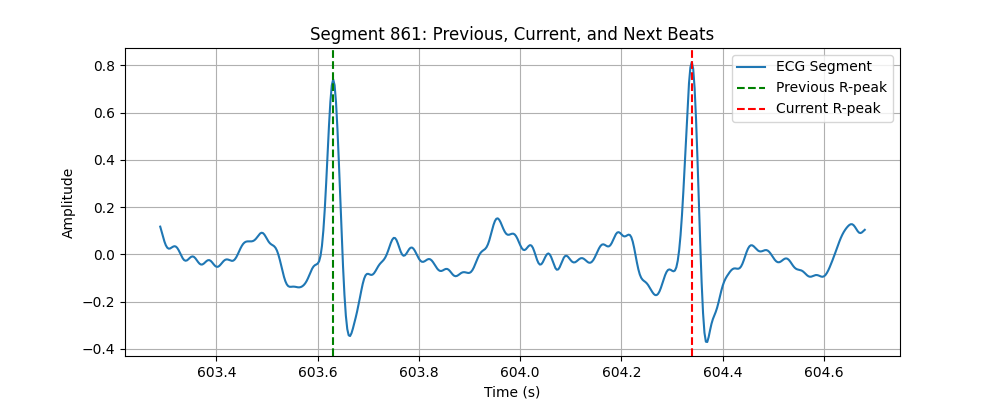 Segment 861: Previous, Current, and Next Beats
ECG Segment
Previous R-peak
Current R-peak
Amplitude
0.8
0.6
0.4
0.2
0.0
−0.2
−0.4
603.4 603.6 603.8 604.0 604.2 604.4 604.6
Time (s)